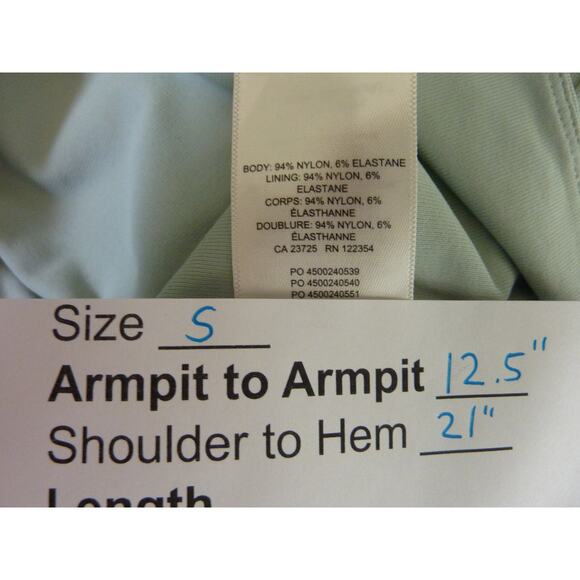 BODY: 94% NYLON, 6% ELASTANE
LINING: 94% NYLON, 6%
ELASTANE
CORPS: 94% NYLON, 6%
ÉLASTHANNE
DOUBLURE: 94% NYLON, 6%
ÉLASTHANNE
CA 23725 RN 122354
PO 4500240539
PO 4500240540
PO 4500240551
Size S
Armpit to Armpit 12.5"
Shoulder to Hem 21"
Length